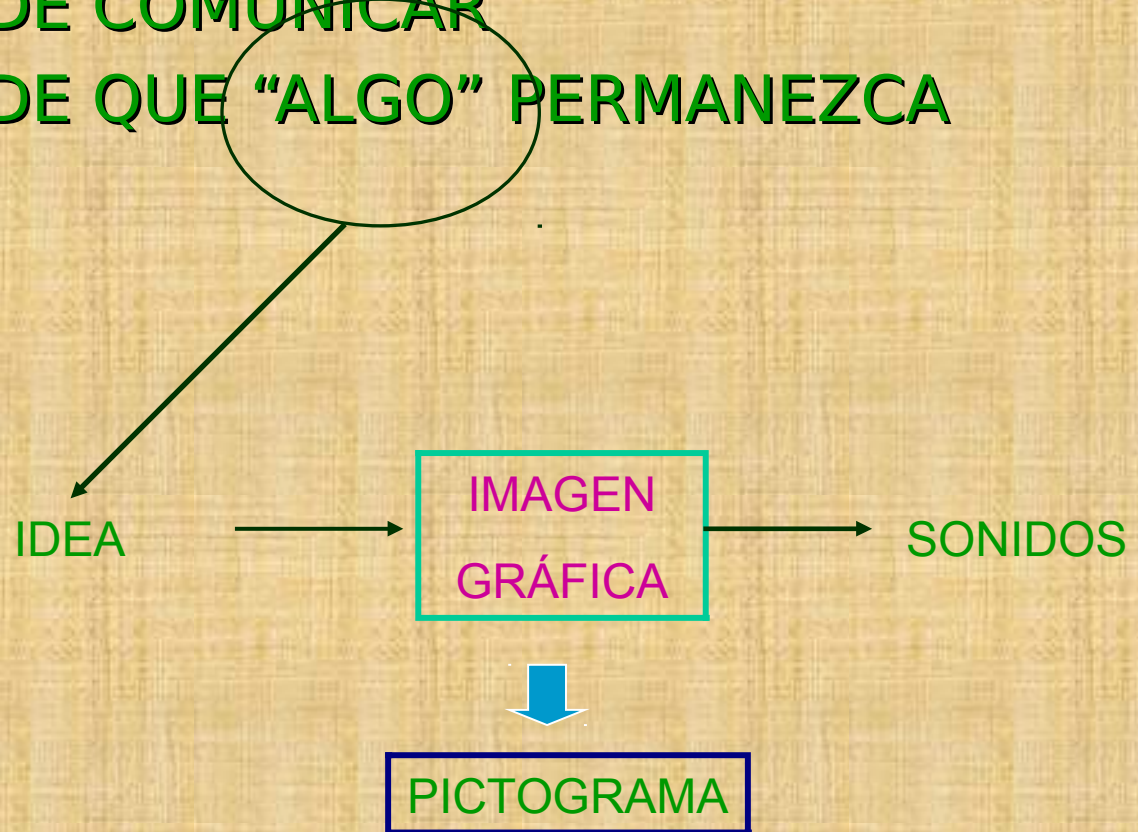 DE COMUNICAR
DE QUE “ALGO” PERMANEZCA
IMAGEN
GRÁFICA
IDEA
SONIDOS
PICTOGRAMA